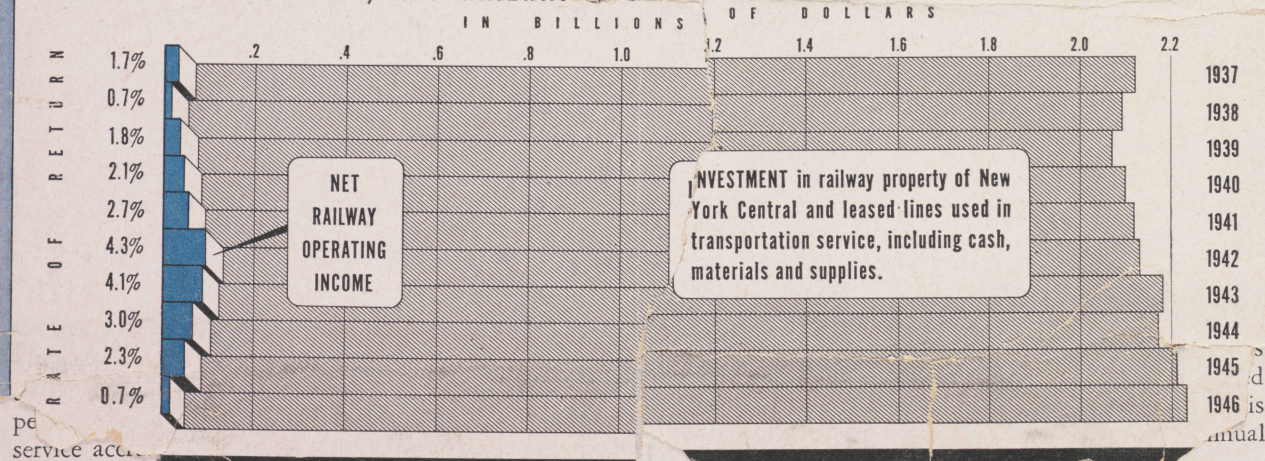 IN BILLIONS OF DOLLARS
.2 .4 .6 .8 1.0 1.2 1.4 1.6 1.8 2.0 2.2
RATE OF RETURN
1.7% 1937
0.7% 1938
1.8% 1939
2.1% 1940
2.7% 1941
4.3% 1942
4.1% 1943
3.0% 1944
2.3% 1945
0.7% 1946
NET
RAILWAY
OPERATING
INCOME
INVESTMENT in railway property of New
York Central and leased lines used in
transportation service, including cash,
materials and supplies.
service